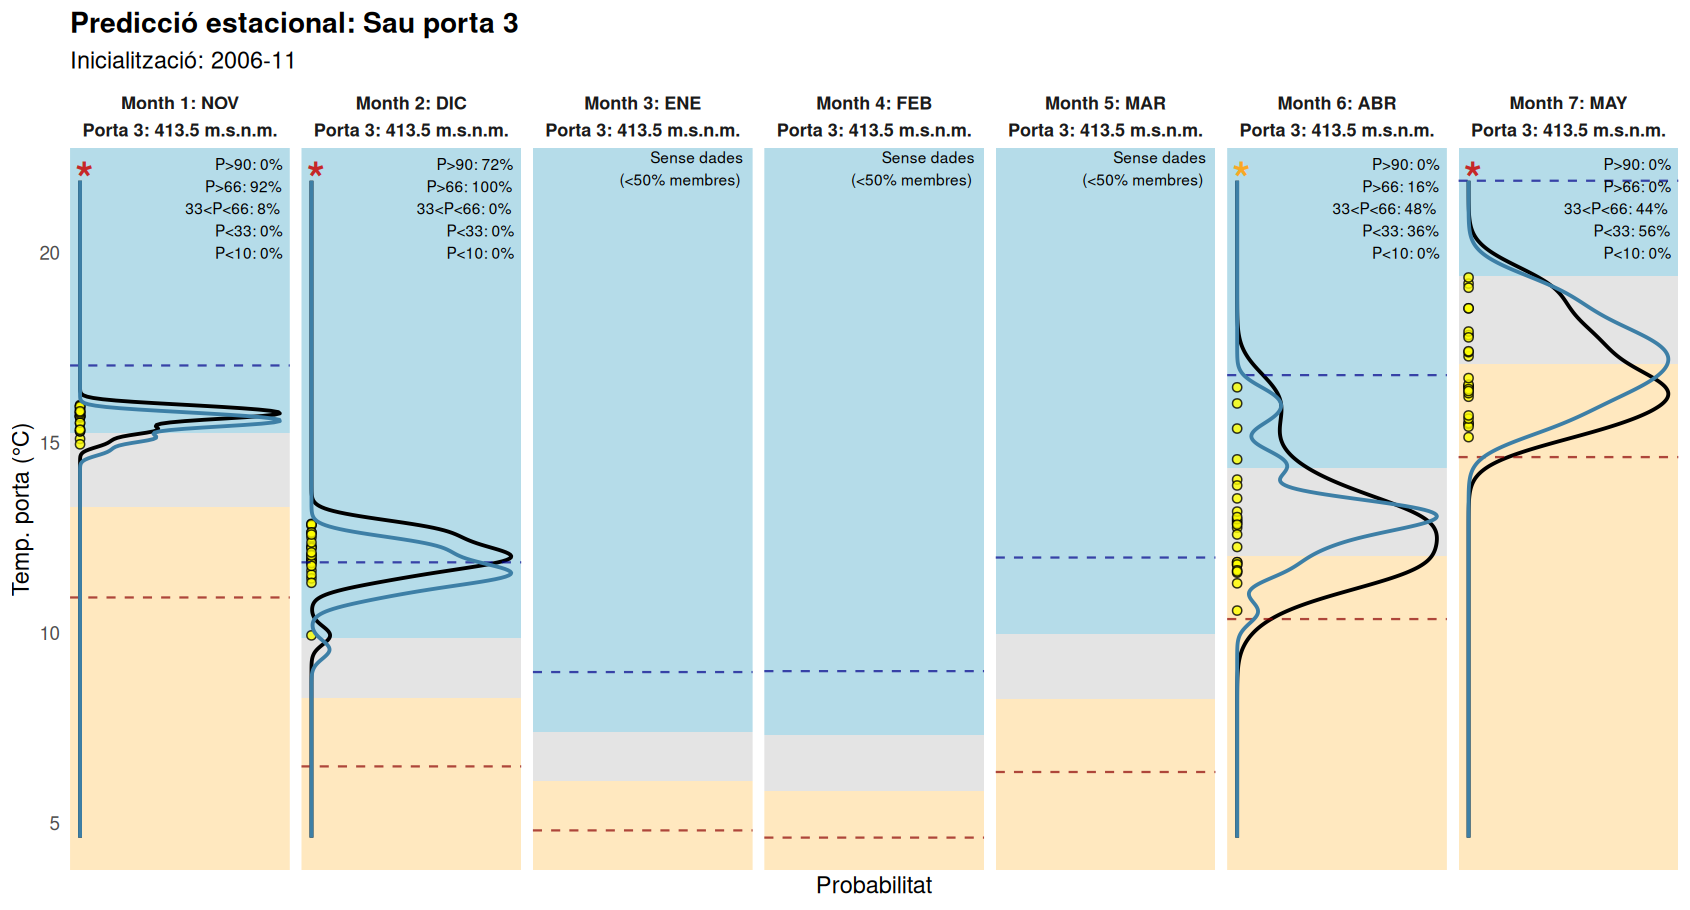 Predicció estacional: Sau porta 3
Inicialització: 2006-11
Month 1: NOV
Porta 3: 413.5 m.s.n.m.
Month 2: DIC
Porta 3: 413.5 m.s.n.m.
Month 3: ENE
Porta 3: 413.5 m.s.n.m.
Month 4: FEB
Porta 3: 413.5 m.s.n.m.
Month 5: MAR
Porta 3: 413.5 m.s.n.m.
Month 6: ABR
Porta 3: 413.5 m.s.n.m.
Month 7: MAY
Porta 3: 413.5 m.s.n.m.
*
P>90: 0%
P>66: 92%
33<P<66: 8%
P<33: 0%
P<10: 0%
*
P>90: 72%
P>66: 100%
33<P<66: 0%
P<33: 0%
P<10: 0%
Sense dades
(<50% membres)
Sense dades
(<50% membres)
Sense dades
(<50% membres)
*
P>90: 0%
P>66: 16%
33<P<66: 48%
P<33: 36%
P<10: 0%
*
P>90: 0%
P>66: 0%
33<P<66: 44%
P<33: 56%
P<10: 0%
Temp. porta (°C)
20
15
10
5
Probabilitat